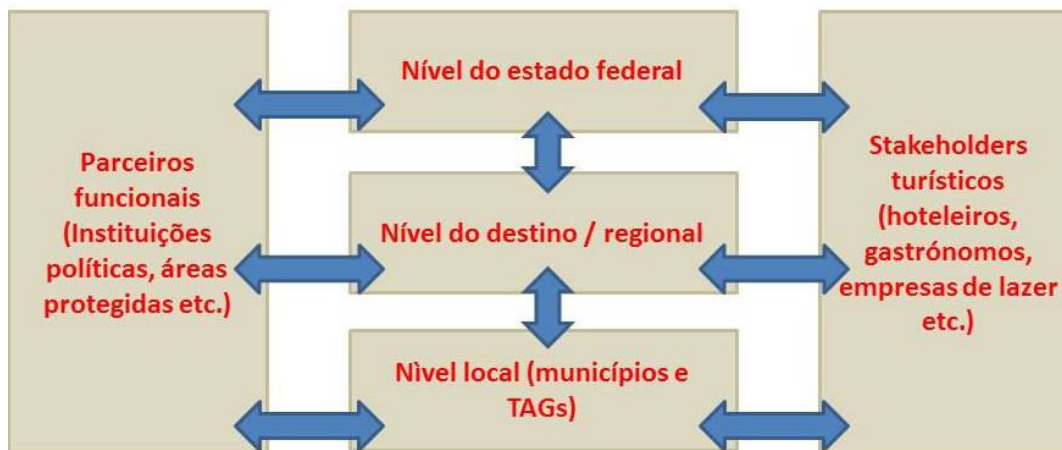 Parceiros
funcionais
(Instituições
políticas, áreas
protegidas etc.)
Nível do estado federal
Nível do destino / regional
Nìvel local (municípios e
TAGs)
Stakeholders
turísticos
(hoteleiros,
gastrónomos,
empresas de lazer
etc.)